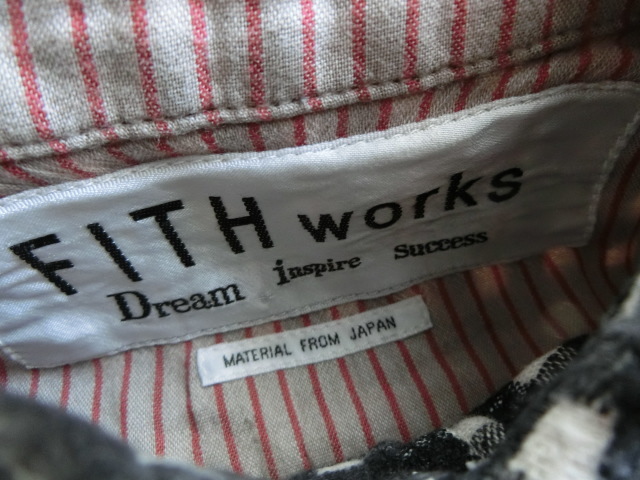 FITH works
Dream inspire success
MATERIAL FROM JAPAN